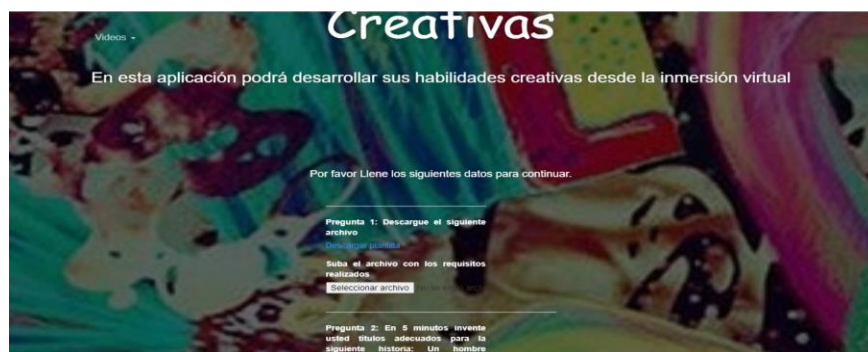 Creativas
Videos
En esta aplicación podrá desarrollar sus habilidades creativas desde la inmersión virtual
Por favor Llene los siguientes datos para continuar.
Pregunta 1: Descargue el siguiente
archivo
Descargar plantilla
Suba el archivo con los requisitos
realizados
Seleccionar archivo
Pregunta 2: En 5 minutos invente
usted títulos adecuados para la
siguiente historia: Un hombre